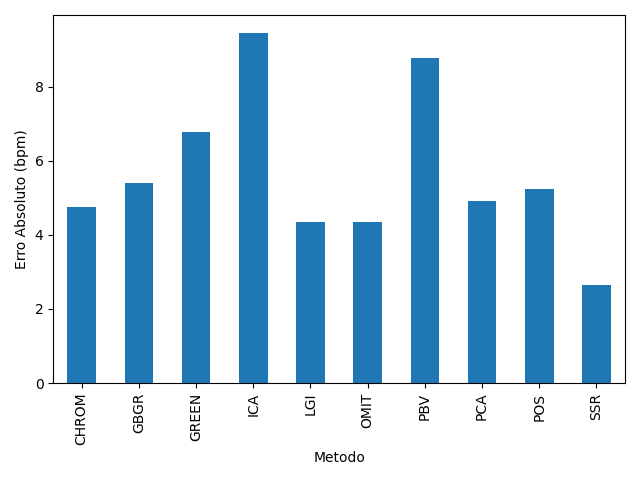 Erro Absoluto (bpm)
8
6
4
2
0
CHROM
GBGR
GREEN
ICA
LGI
OMIT
PBV
PCA
POS
SSR
Metodo